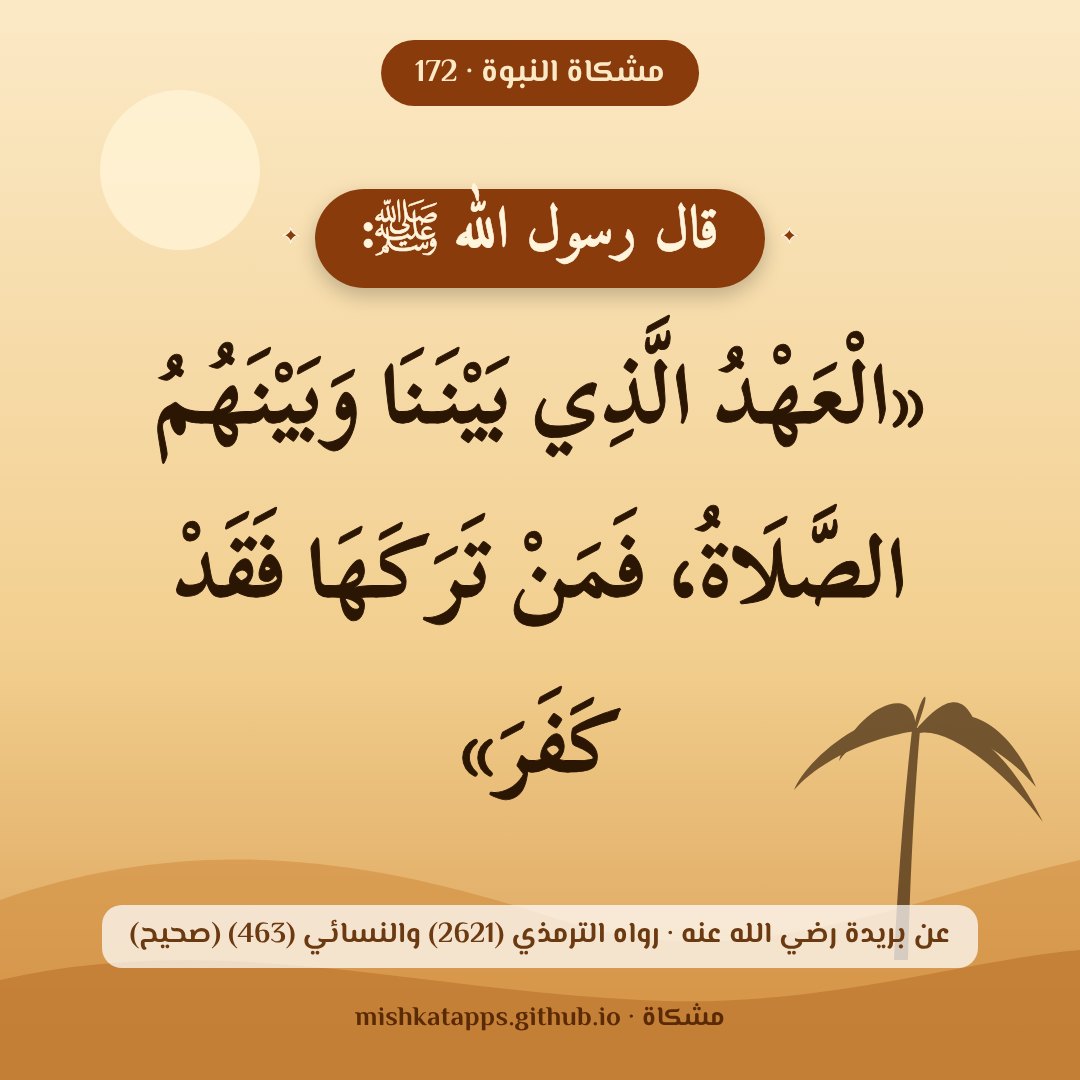 مشكاة النبوة · 172
قال رسول الله ﷺ:
«الْعَهْدُ الَّذِي بَيْنَنَا وَبَيْنَهُمُ
الصَّلَاةُ، فَمَنْ تَرَكَهَا فَقَدْ
كَفَرَ»
عن بريدة رضي الله عنه · رواه الترمذي (2621) والنسائي (463) (صحيح)
مشكاة · mishkatapps.github.io